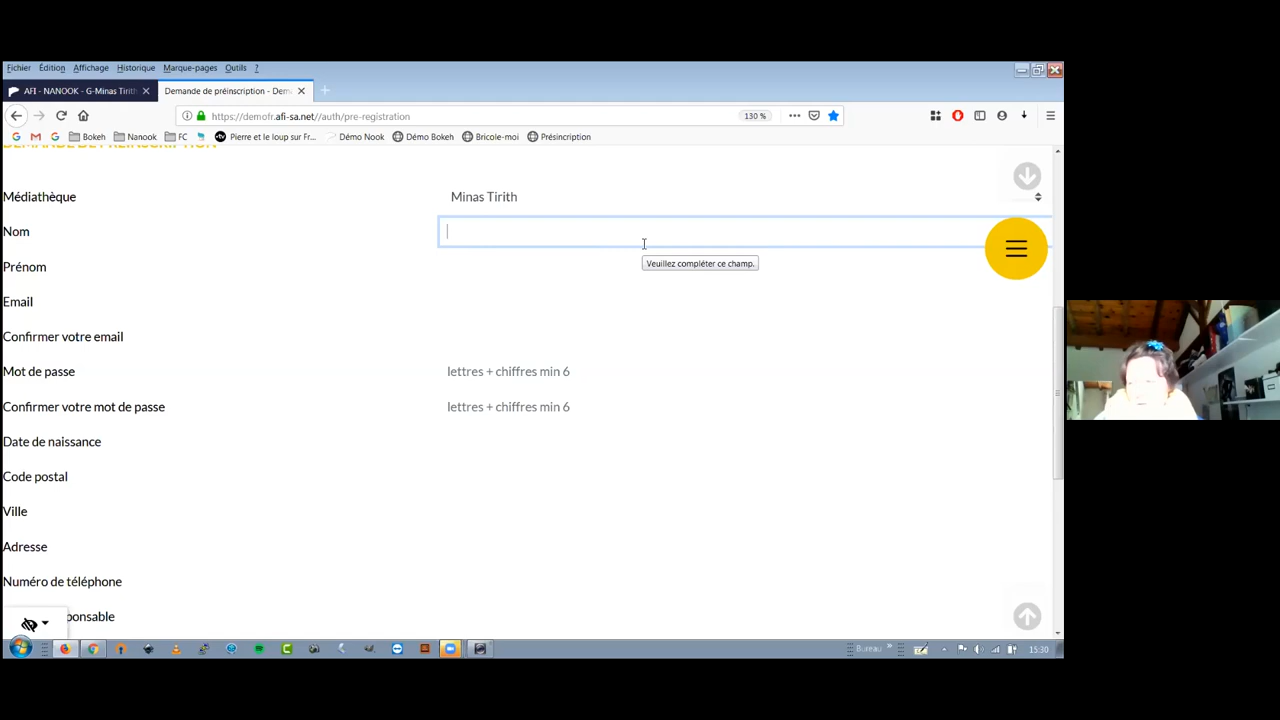 Fichier Édition Affichage Historique Marque-pages Outils ?
AFI - NANOOK - G-Minas Tirith
Demande de préinscription - Dem
https://demofr.afi-sa.net//auth/pre-registration
130 %
Bokeh Nanook FC Pierre et le loup sur Fr... Démo Nook Démo Bokeh Bricole-moi Présincription
DEMANDE DE PRÉINSCRIPTION
Médiathèque Minas Tirith
Nom
Veuillez compléter ce champ.
Prénom
Email
Confirmer votre email
Mot de passe lettres + chiffres min 6
Confirmer votre mot de passe lettres + chiffres min 6
Date de naissance
Code postal
Ville
Adresse
Numéro de téléphone
ponsable
Bureau »
15:30